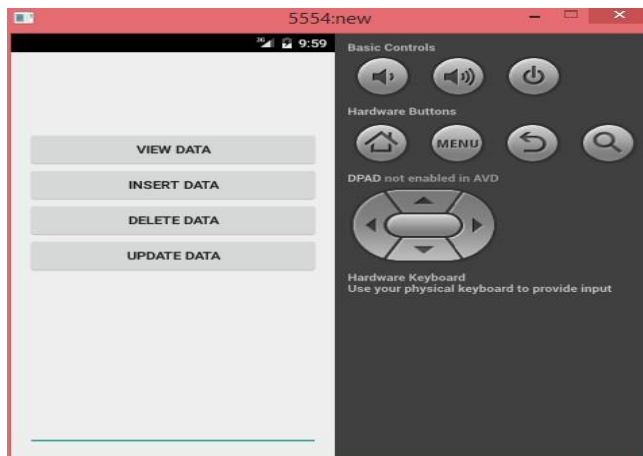 5554:new
3G 9:59
VIEW DATA
INSERT DATA
DELETE DATA
UPDATE DATA
Basic Controls
Hardware Buttons
MENU
DPAD not enabled in AVD
Hardware Keyboard
Use your physical keyboard to provide input